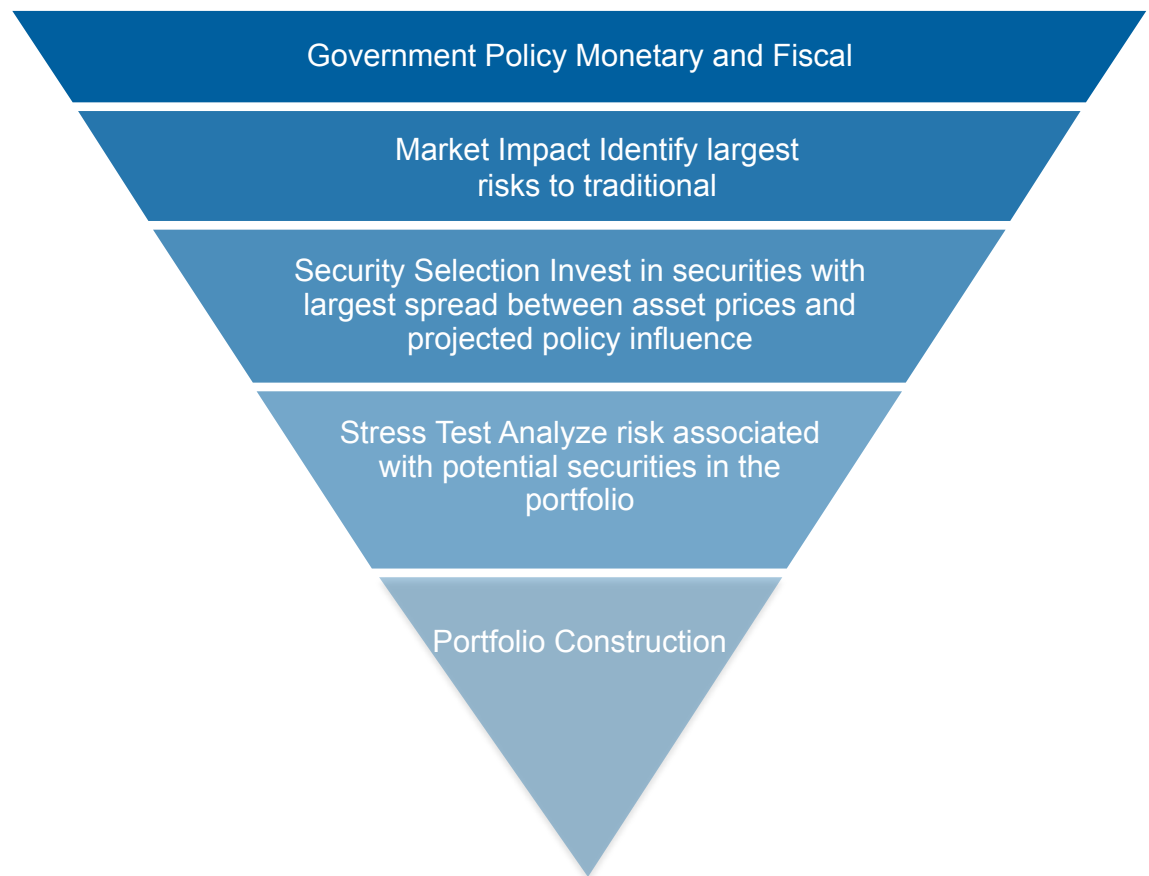 Government Policy Monetary and Fiscal
Market Impact Identify largest
risks to traditional
Security Selection Invest in securities with
largest spread between asset prices and
projected policy influence
Stress Test Analyze risk associated
with potential securities in the
portfolio
Portfolio Construction